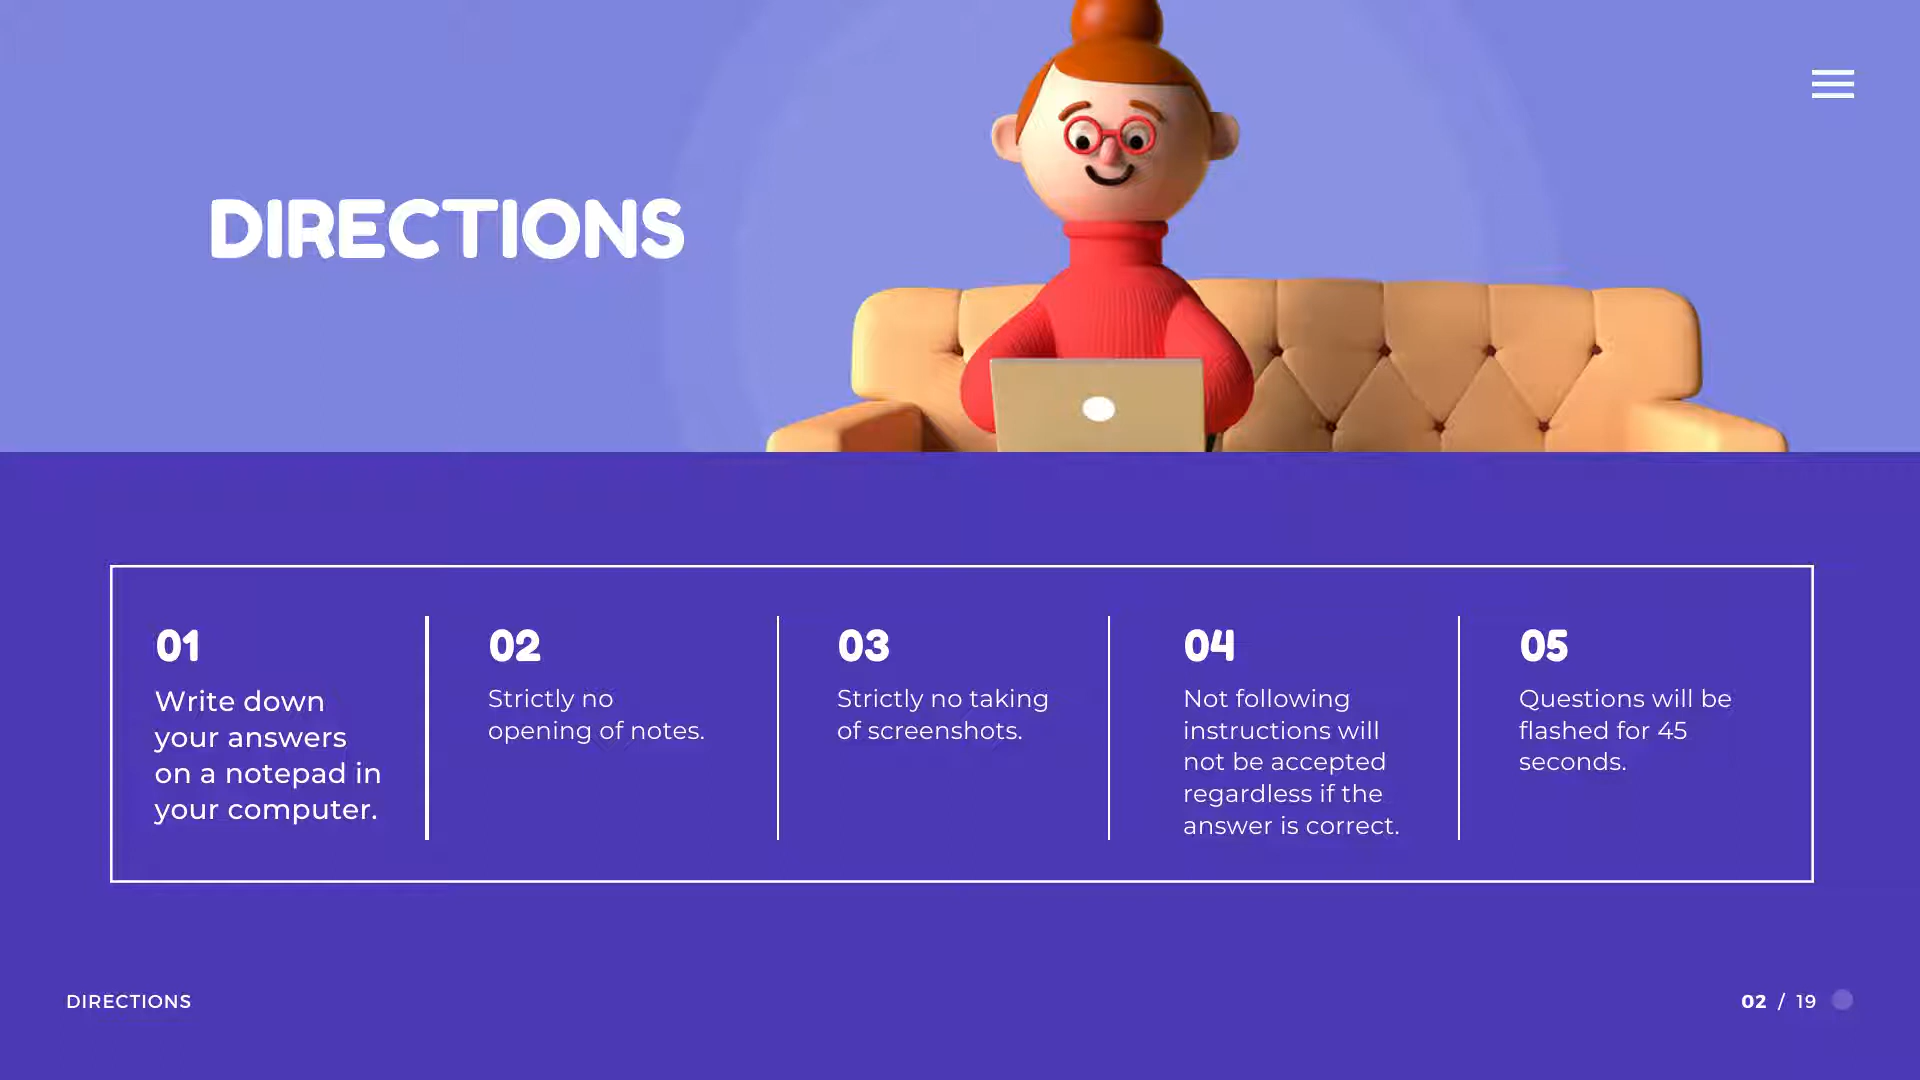 DIRECTIONS
01
Write down
your answers
on a notepad in
your computer.
02
Strictly no
opening of notes.
03
Strictly no taking
of screenshots.
04
Not following
instructions will
not be accepted
regardless if the
answer is correct.
05
Questions will be
flashed for 45
seconds.
DIRECTIONS
02 / 19